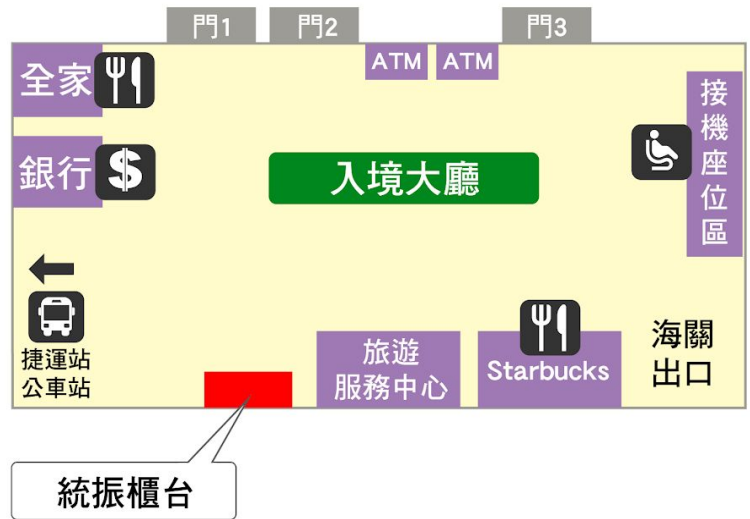 門1
門2
門3
ATM
ATM
全家
銀行
接機座位區
入境大廳
捷運站
公車站
旅遊
服務中心
Starbucks
海關
出口
統振櫃台